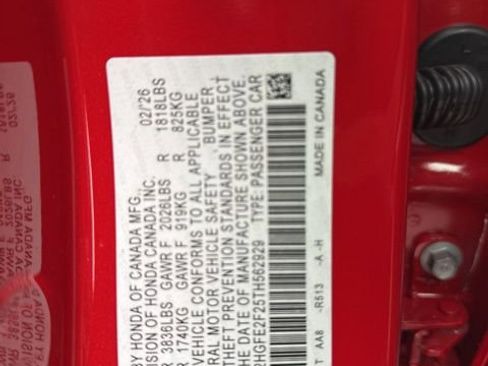 BY HONDA OF CANADA MFG., 02/'26
ISION OF HONDA CANADA INC.
3836LBS GAWR F 2026LBS R 1818LBS
1740KG GAWR F 919KG R 825KG
VEHICLE CONFORMS TO ALL APPLICABLE
RAL MOTOR VEHICLE SAFETY , BUMPER,
THEFT PREVENTION STANDARDS IN EFFECT
HE DATE OF MANUFACTURE SHOWN ABOVE.
2HGFE2F25TH562929 TYPE: PASSENGER CAR
T AA8 -R513 -A -H MADE IN CANADA